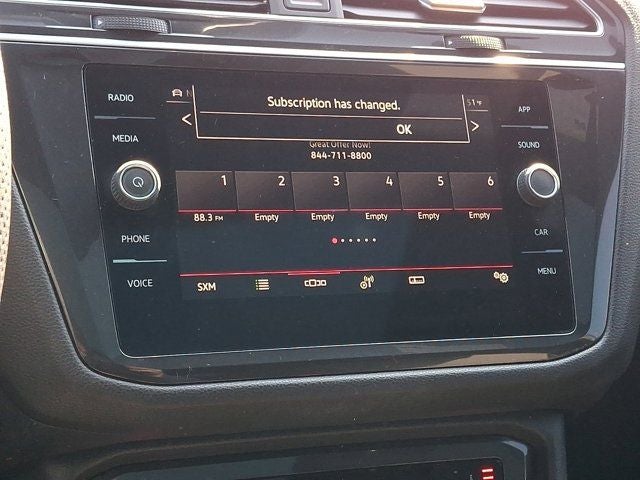 RADIO
MEDIA
PHONE
VOICE
N
Subscription has changed.
51°F
< >
OK
Great Offer Now!
844-711-8800
1 2 3 4 5 6
88.3 FM Empty Empty Empty Empty Empty
SXM
APP
SOUND
CAR
MENU